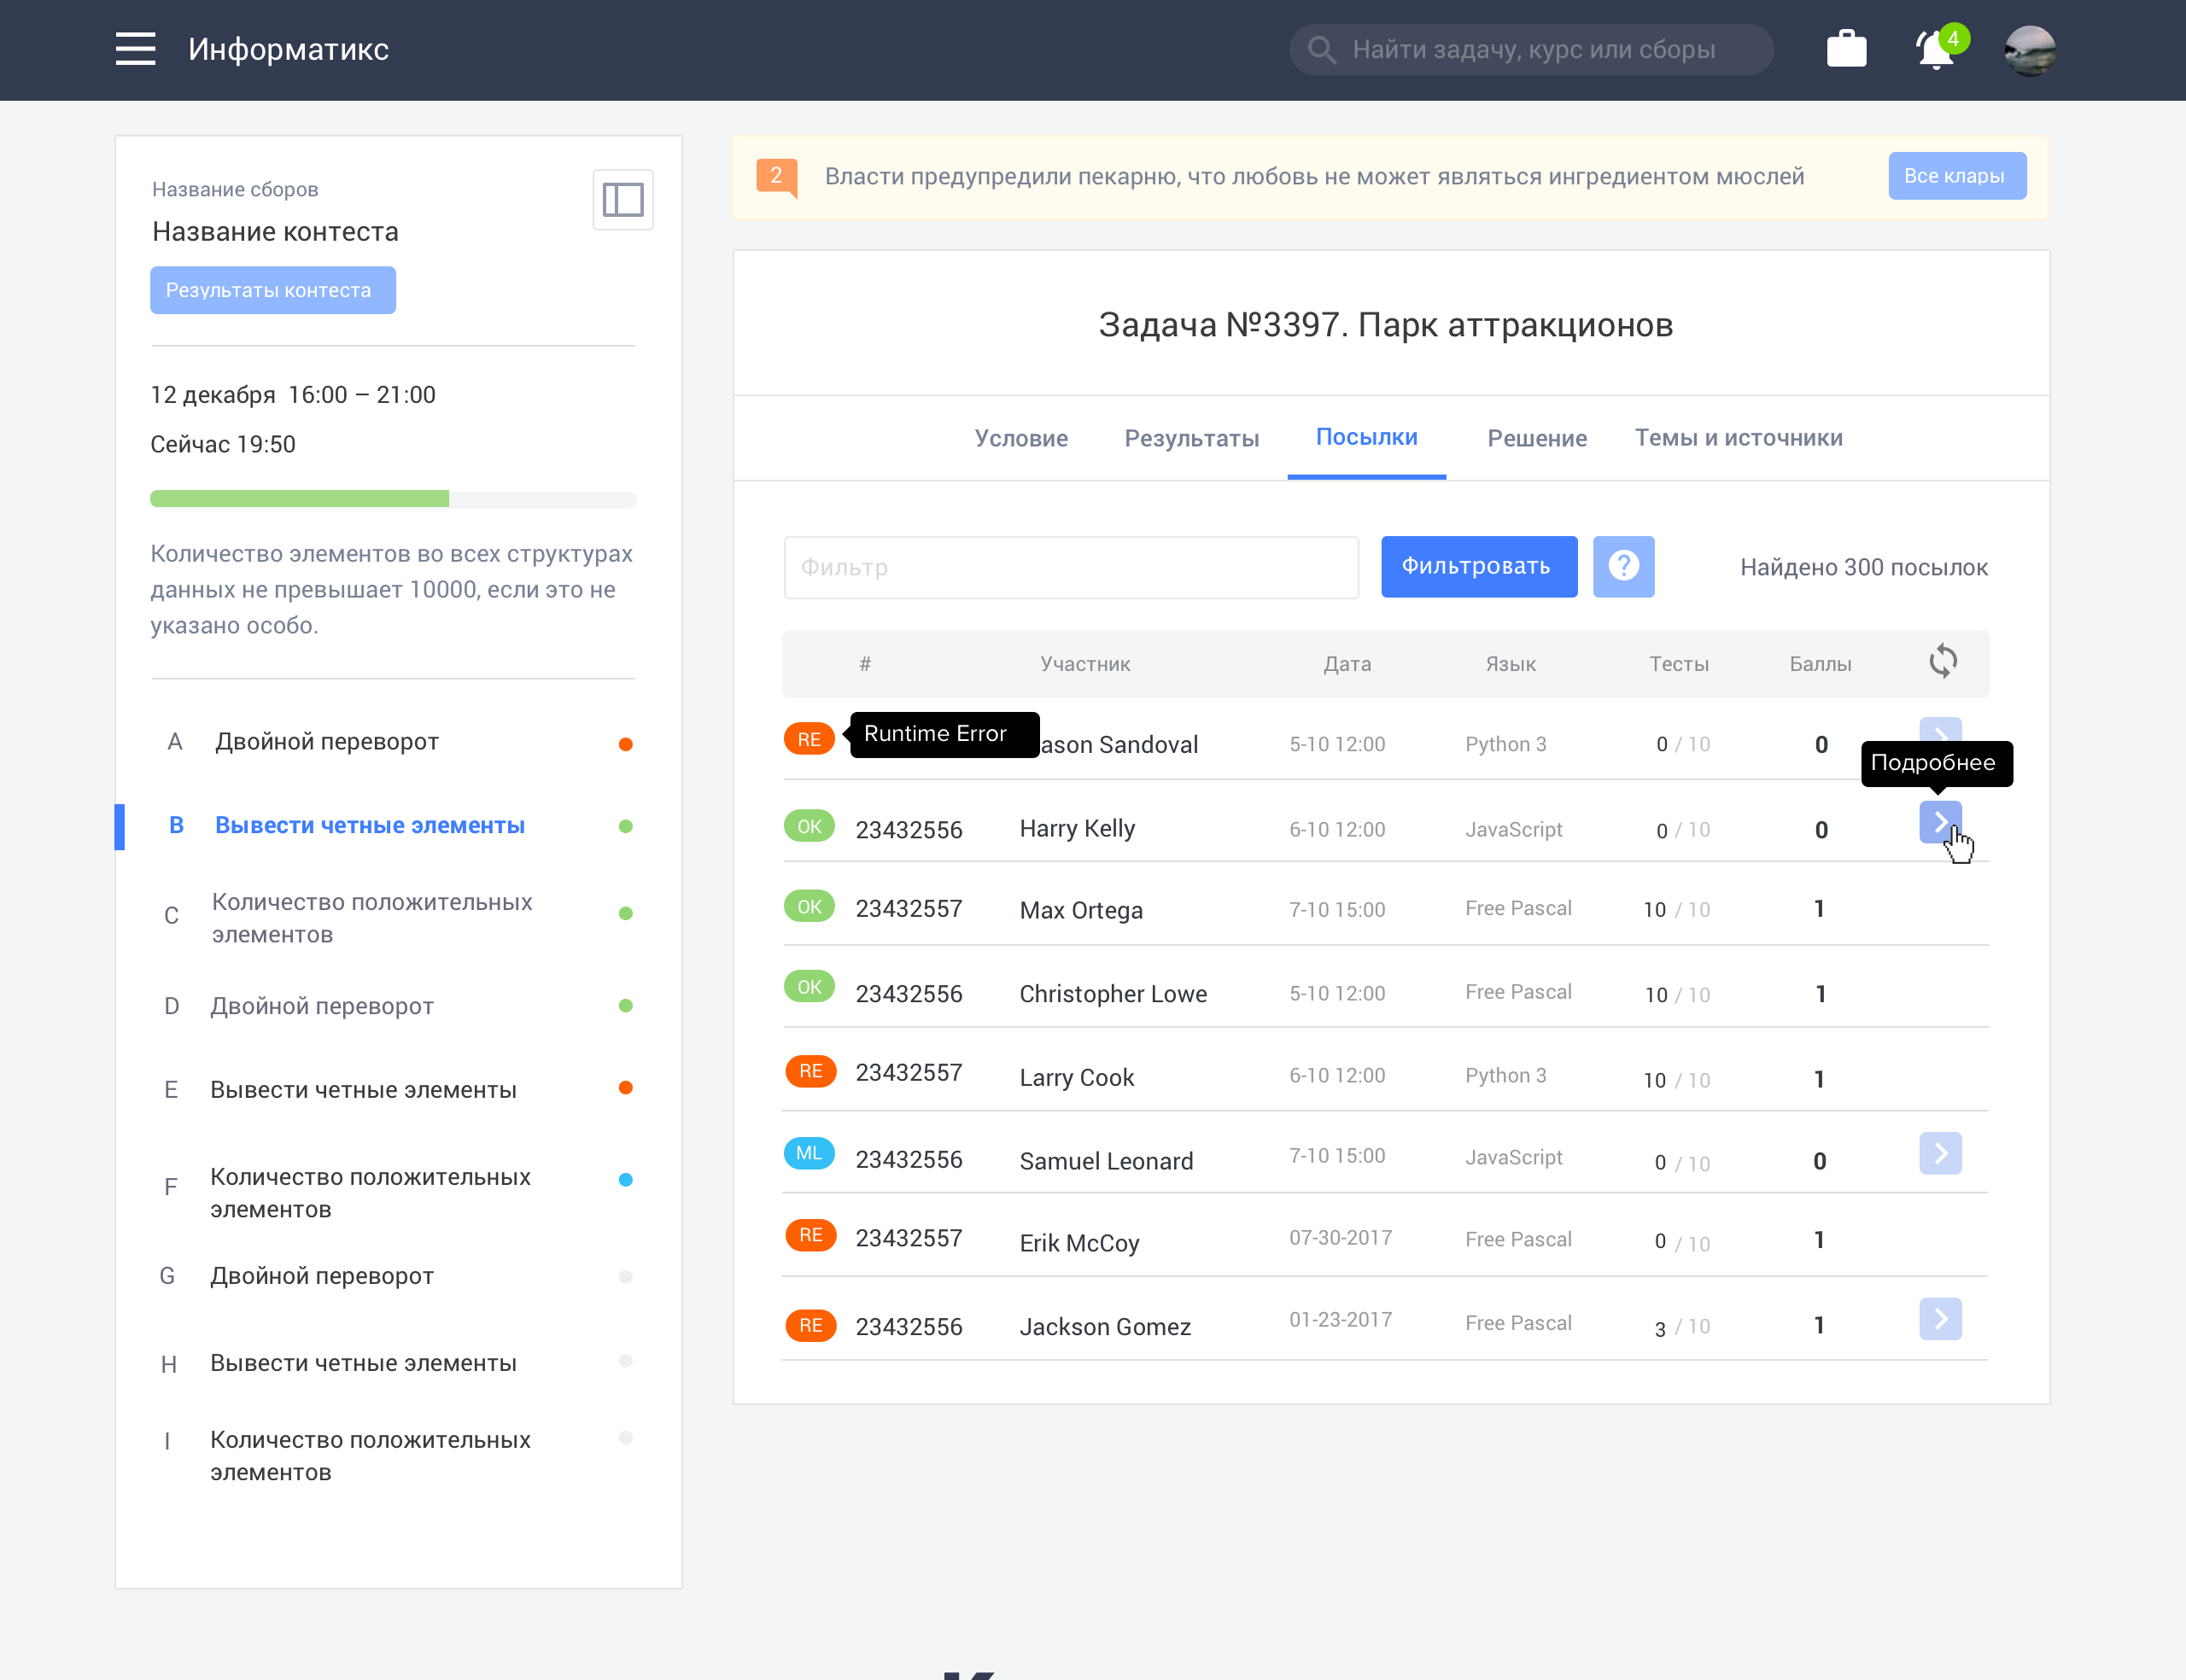 Информатикс
Найти задачу, курс или сборы
4
Название сборов
Название контеста
Результаты контеста
12 декабря 16:00 – 21:00
Сейчас 19:50
Количество элементов во всех структурах
данных не превышает 10000, если это не
указано особо.
A Двойной переворот
B Вывести четные элементы
C Количество положительных
элементов
D Двойной переворот
E Вывести четные элементы
F Количество положительных
элементов
G Двойной переворот
H Вывести четные элементы
I Количество положительных
элементов
2 Власти предупредили пекарню, что любовь не может являться ингредиентом мюслей
Все клары
Задача №3397. Парк аттракционов
Условие Результаты Посылки Решение Темы и источники
Фильтр Фильтровать ? Найдено 300 посылок
# Участник Дата Язык Тесты Баллы
RE Runtime Error ason Sandoval 5-10 12:00 Python 3 0 / 10 0
Подробнее
OK 23432556 Harry Kelly 6-10 12:00 JavaScript 0 / 10 0
OK 23432557 Max Ortega 7-10 15:00 Free Pascal 10 / 10 1
OK 23432556 Christopher Lowe 5-10 12:00 Free Pascal 10 / 10 1
RE 23432557 Larry Cook 6-10 12:00 Python 3 10 / 10 1
ML 23432556 Samuel Leonard 7-10 15:00 JavaScript 0 / 10 0
RE 23432557 Erik McCoy 07-30-2017 Free Pascal 0 / 10 1
RE 23432556 Jackson Gomez 01-23-2017 Free Pascal 3 / 10 1